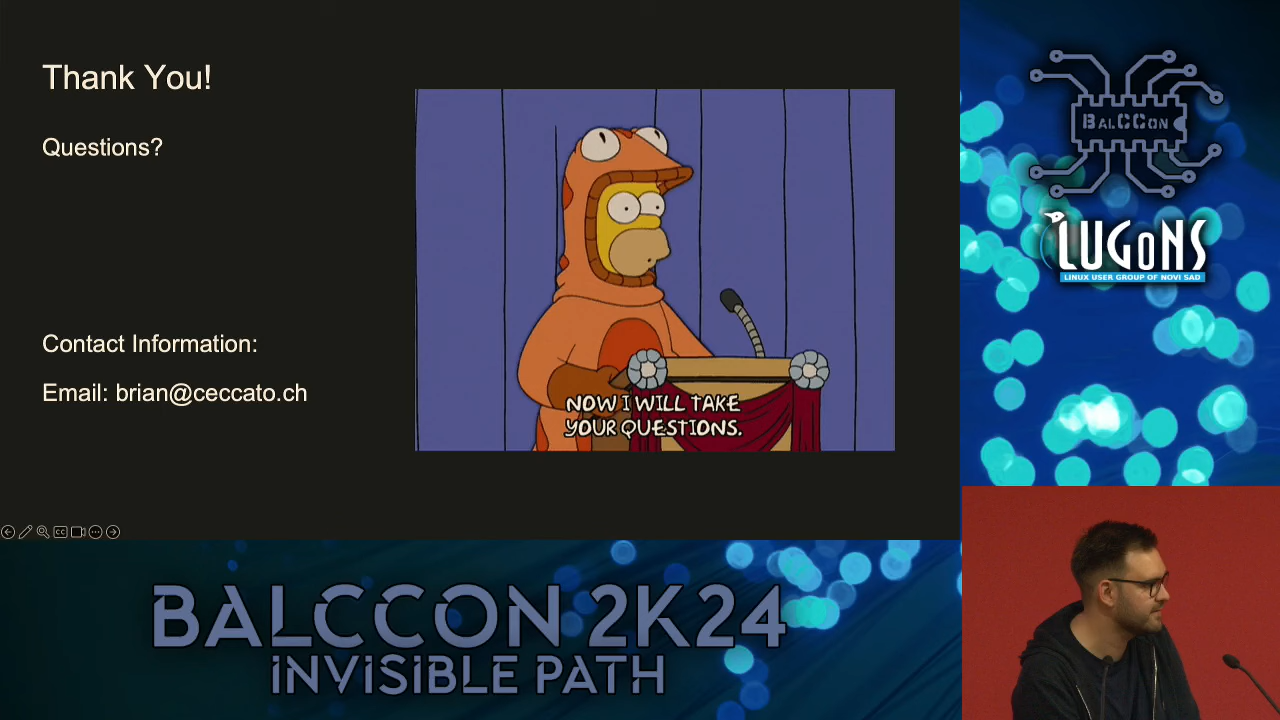 Thank You!
Questions?
NOW I WILL TAKE
YOUR QUESTIONS.
Contact Information:
Email: brian@ceccato.ch
BALCCON
LUGONS
LINUX USER GROUP OF NOVI SAD
BALCCON 2K24
INVISIBLE PATH